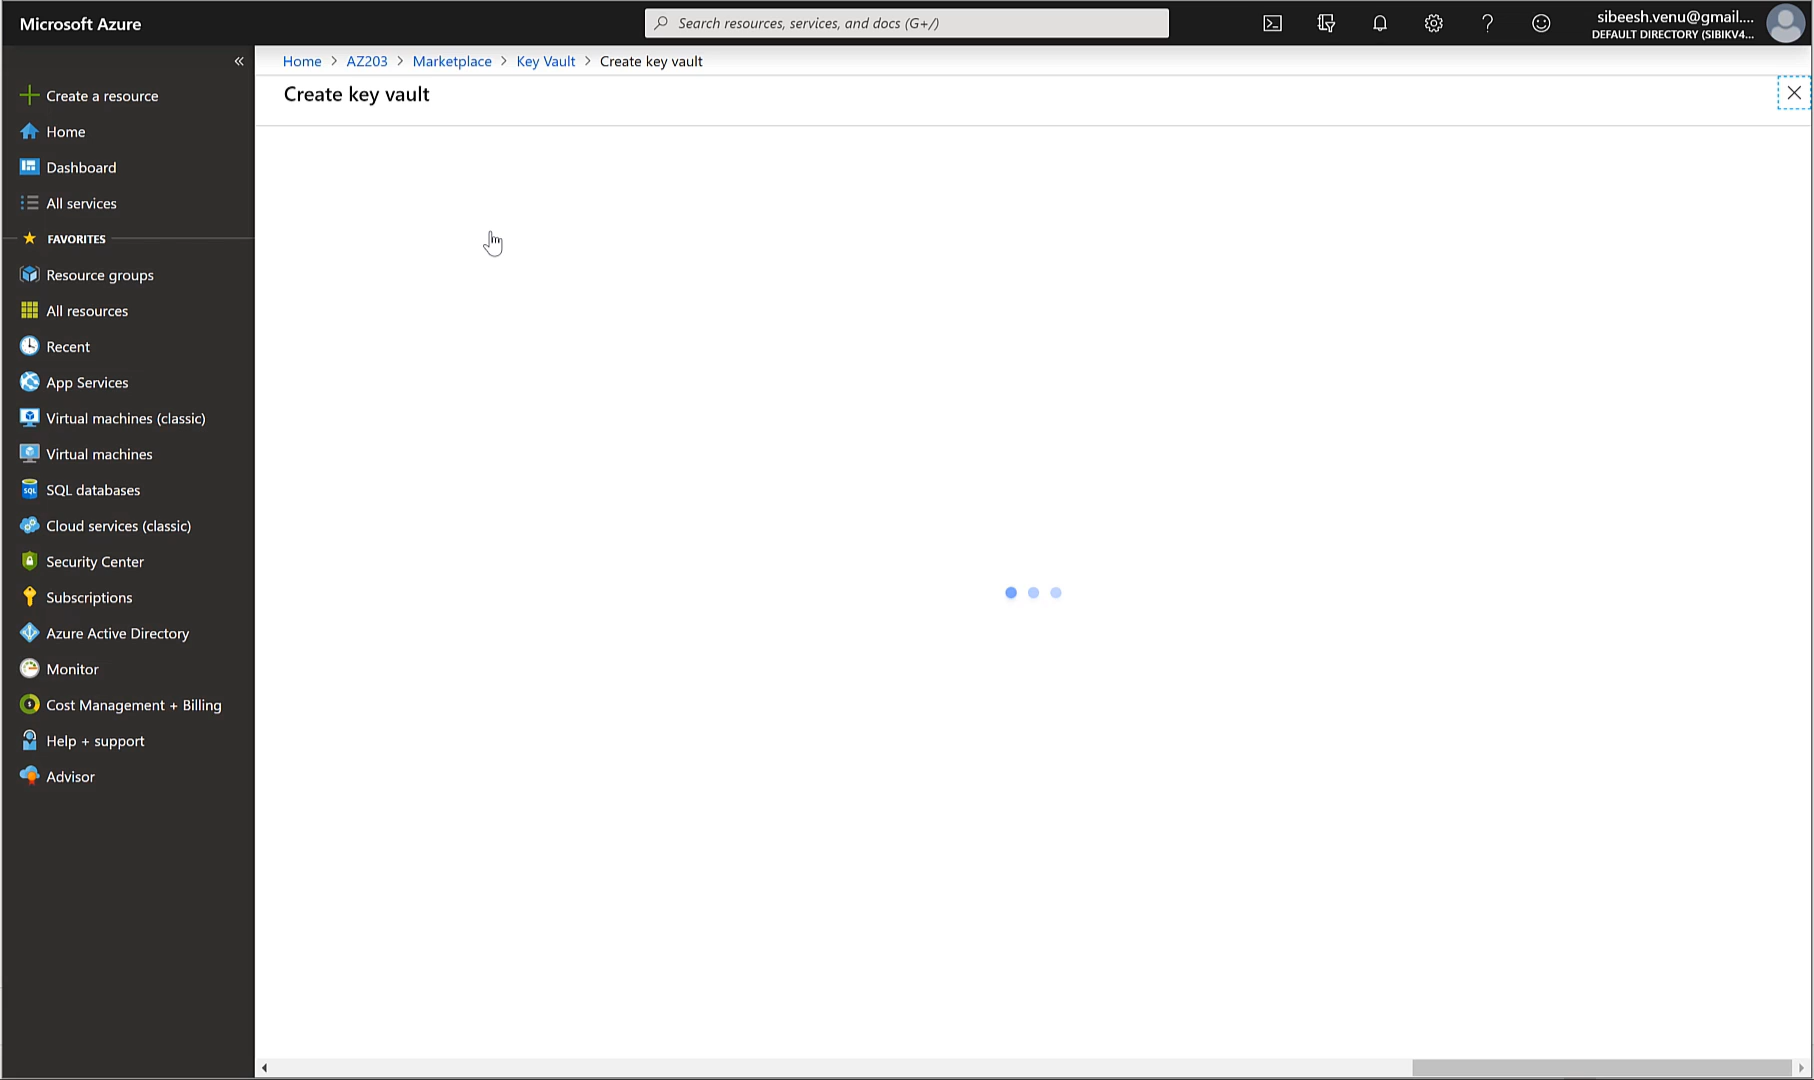 Microsoft Azure
Search resources, services, and docs (G+/)
sibeesh.venu@gmail....
DEFAULT DIRECTORY (SIBIKV4...
Home > AZ203 > Marketplace > Key Vault > Create key vault
Create key vault
Create a resource
Home
Dashboard
All services
FAVORITES
Resource groups
All resources
Recent
App Services
Virtual machines (classic)
Virtual machines
SQL databases
Cloud services (classic)
Security Center
Subscriptions
Azure Active Directory
Monitor
Cost Management + Billing
Help + support
Advisor